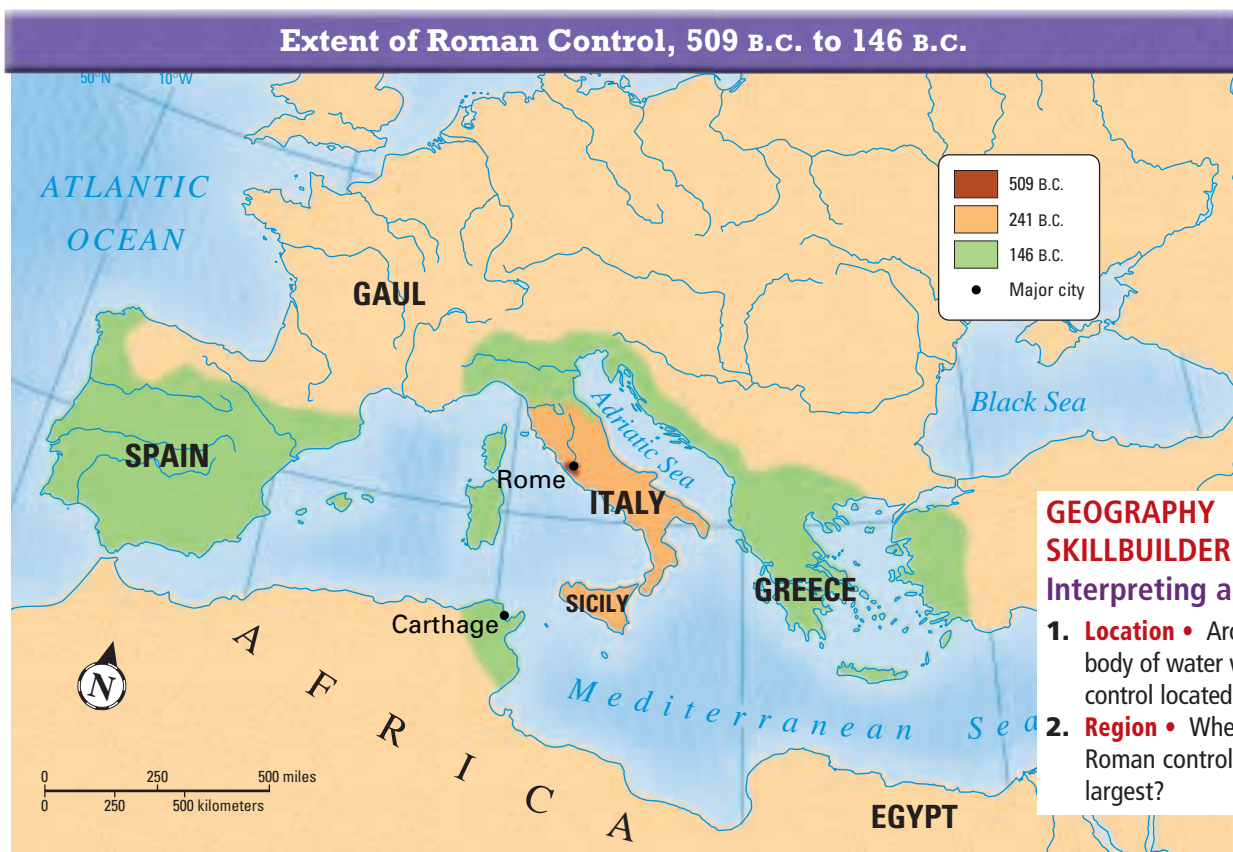 Extent of Roman Control, 509 B.C. to 146 B.C.
50°N 10°W
ATLANTIC
OCEAN
509 B.C.
241 B.C.
146 B.C.
Major city
GAUL
Black Sea
Adriatic Sea
SPAIN
Rome
ITALY
GREECE
SICILY
Carthage
AFRICA
Mediterranean Sea
EGYPT
N
0 250 500 miles
0 250 500 kilometers
GEOGRAPHY
SKILLBUILDER
Interpreting a
1. Location •
body of water
control located
2. Region •
Roman control
largest?